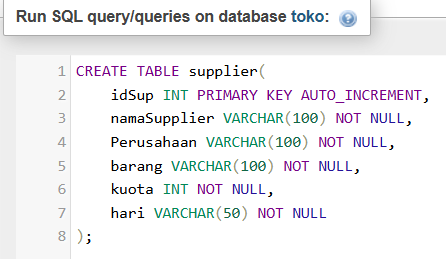 Run SQL query/queries on database toko:
1 CREATE TABLE supplier(
2 idSup INT PRIMARY KEY AUTO_INCREMENT,
3 namaSupplier VARCHAR(100) NOT NULL,
4 Perusahaan VARCHAR(100) NOT NULL,
5 barang VARCHAR(100) NOT NULL,
6 kuota INT NOT NULL,
7 hari VARCHAR(50) NOT NULL
8 );